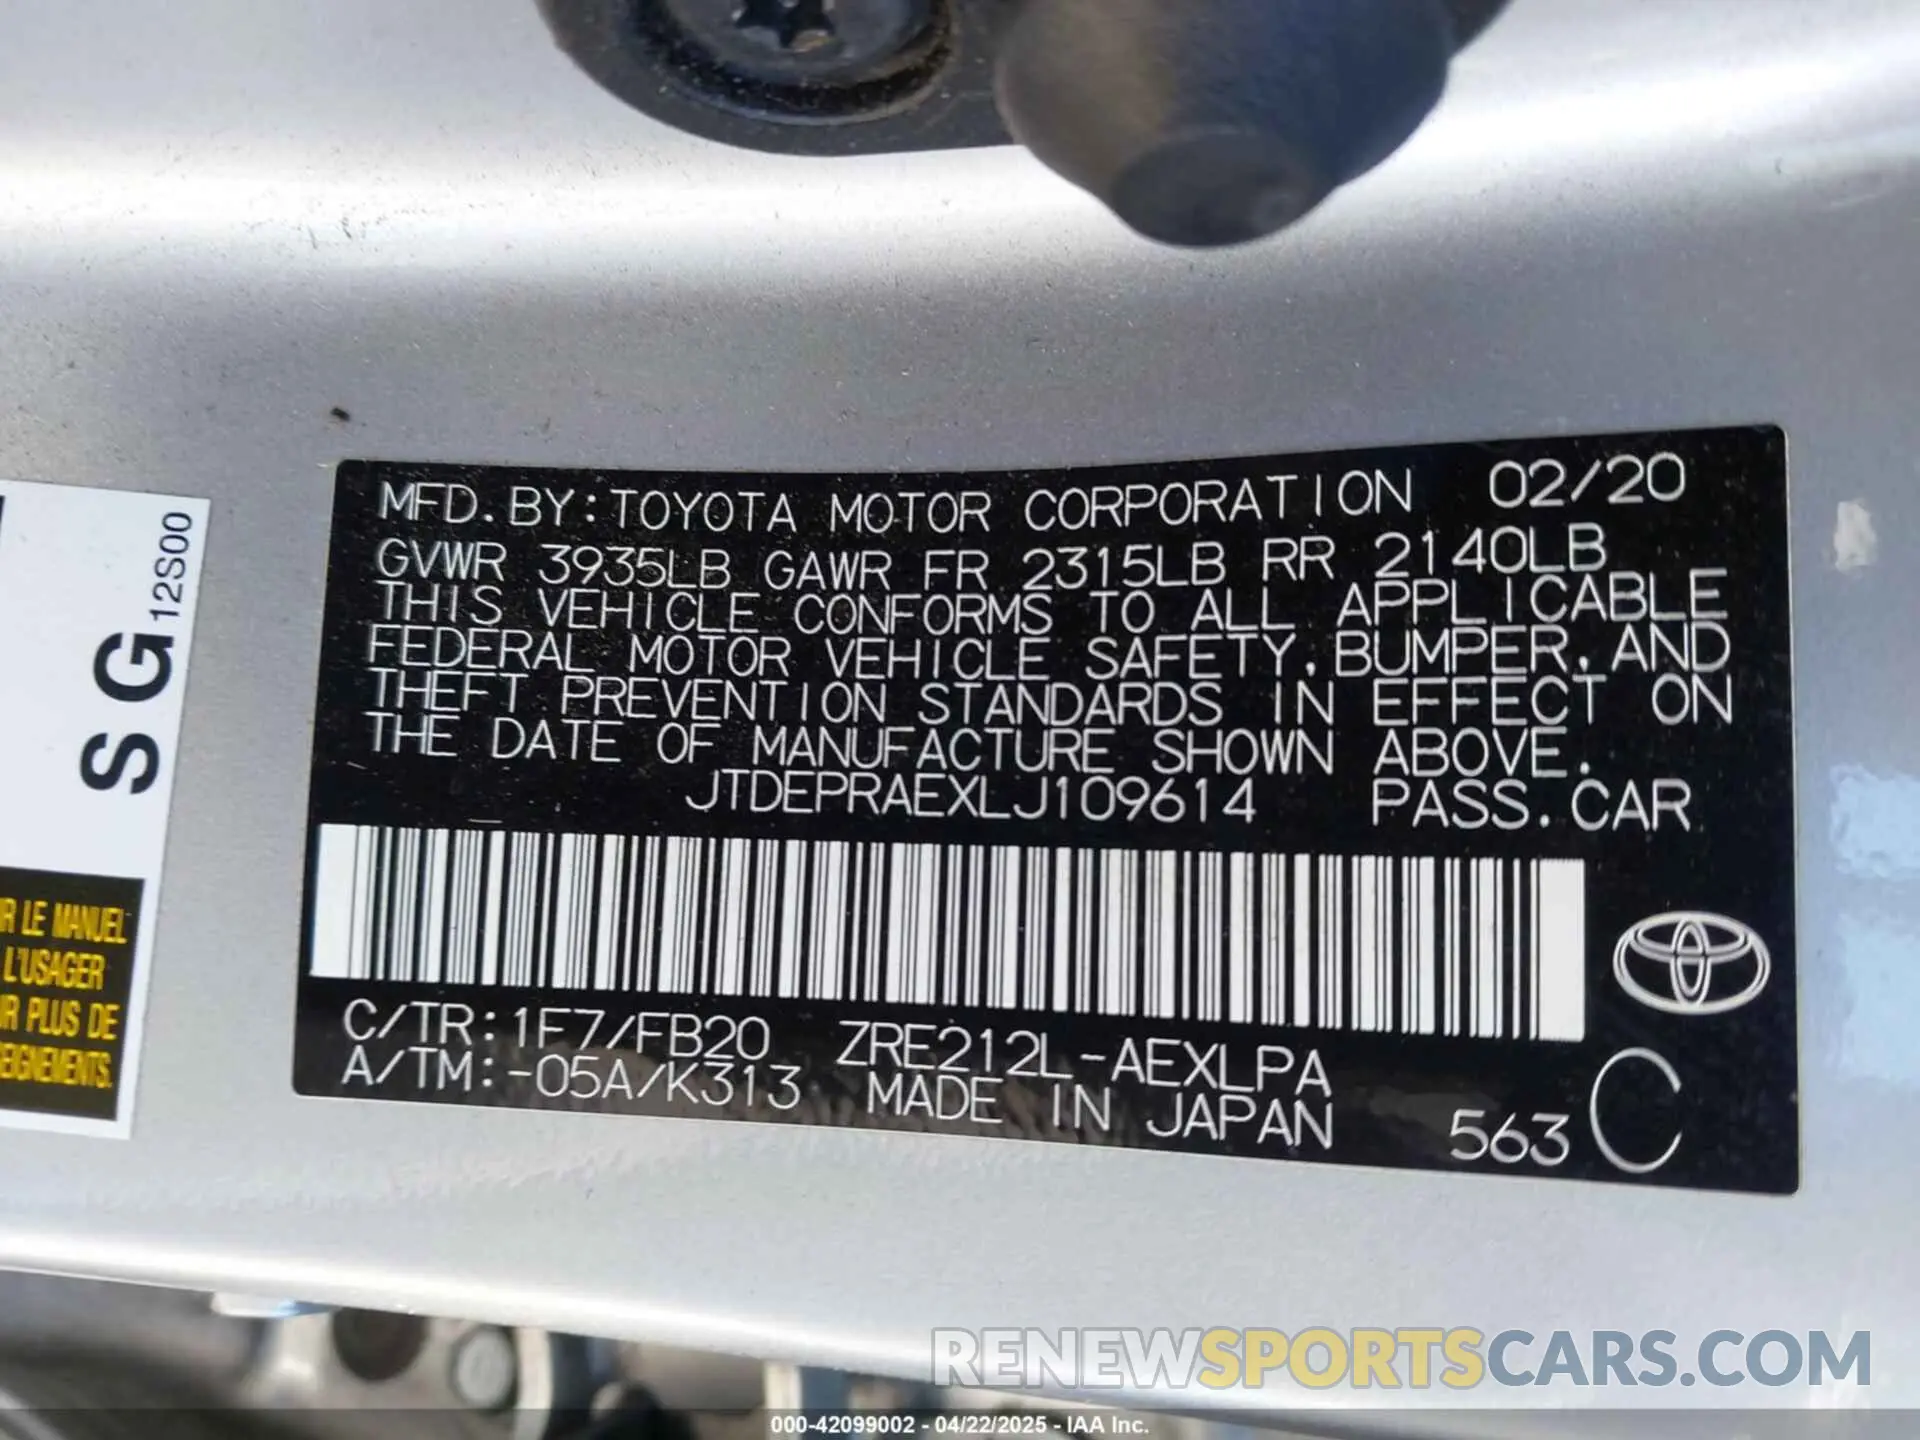 MFD. BY: TOYOTA MOTOR CORPORATION 02/20
GVWR 3935LB GAWR FR 2315LB RR 2140LB
THIS VEHICLE CONFORMS TO ALL APPLICABLE
FEDERAL MOTOR VEHICLE SAFETY, BUMPER, AND
THEFT PREVENTION STANDARDS IN EFFECT ON
THE DATE OF MANUFACTURE SHOWN ABOVE.
JTDEPRAEXLJ109614 PASS. CAR
C/TR: 1F7/FB20 ZRE212L-AEXLPA
A/TM: -05A/K313 MADE IN JAPAN 563 C
SG 12S00
LE MANUEL
L'USAGER
PLUS DE
RENEWSPORTSCARS.COM
000-42099002 - 04/22/2025 - IAA Inc.